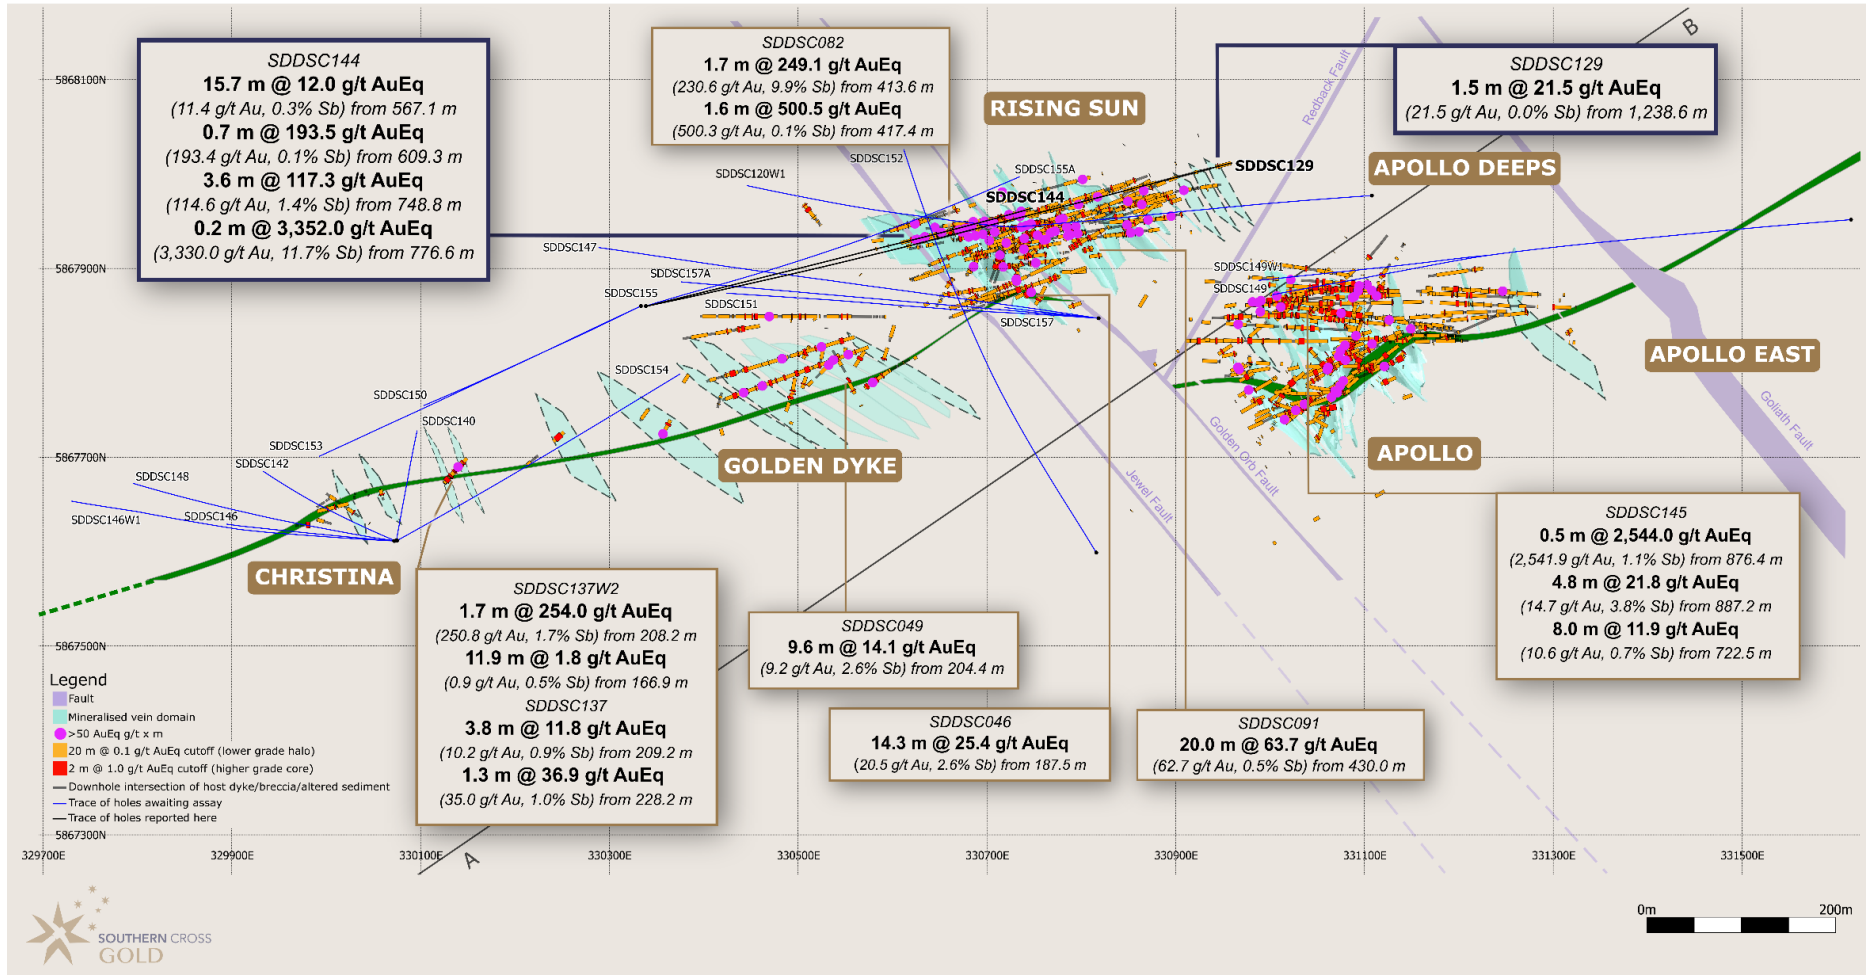 SDDSC144
15.7 m @ 12.0 g/t AuEq
(11.4 g/t Au, 0.3% Sb) from 567.1 m
0.7 m @ 193.5 g/t AuEq
(193.4 g/t Au, 0.1% Sb) from 609.3 m
3.6 m @ 117.3 g/t AuEq
(114.6 g/t Au, 1.4% Sb) from 748.8 m
0.2 m @ 3,352.0 g/t AuEq
(3,330.0 g/t Au, 11.7% Sb) from 776.6 m
SDDSC082
1.7 m @ 249.1 g/t AuEq
(230.6 g/t Au, 9.9% Sb) from 413.6 m
1.6 m @ 500.5 g/t AuEq
(500.3 g/t Au, 0.1% Sb) from 417.4 m
SDDSC129
1.5 m @ 21.5 g/t AuEq
(21.5 g/t Au, 0.0% Sb) from 1,238.6 m
B
RISING SUN
Redback Fault
APOLLO DEEPS
5868100N
5867900N
5867700N
5867500N
5867300N
SDDSC152
SDDSC120W1
SDDSC155A
SDDSC129
SDDSC144
SDDSC147
SDDSC157A
SDDSC155
SDDSC151
SDDSC157
SDDSC149W1
SDDSC149
SDDSC154
SDDSC150
SDDSC140
SDDSC153
SDDSC142
SDDSC148
SDDSC146
SDDSC146W1
APOLLO EAST
Goliath Fault
Golden Orb Fault
Jewel Fault
GOLDEN DYKE
APOLLO
CHRISTINA
SDDSC137W2
1.7 m @ 254.0 g/t AuEq
(250.8 g/t Au, 1.7% Sb) from 208.2 m
11.9 m @ 1.8 g/t AuEq
(0.9 g/t Au, 0.5% Sb) from 166.9 m
SDDSC137
3.8 m @ 11.8 g/t AuEq
(10.2 g/t Au, 0.9% Sb) from 209.2 m
1.3 m @ 36.9 g/t AuEq
(35.0 g/t Au, 1.0% Sb) from 228.2 m
SDDSC049
9.6 m @ 14.1 g/t AuEq
(9.2 g/t Au, 2.6% Sb) from 204.4 m
SDDSC046
14.3 m @ 25.4 g/t AuEq
(20.5 g/t Au, 2.6% Sb) from 187.5 m
SDDSC091
20.0 m @ 63.7 g/t AuEq
(62.7 g/t Au, 0.5% Sb) from 430.0 m
SDDSC145
0.5 m @ 2,544.0 g/t AuEq
(2,541.9 g/t Au, 1.1% Sb) from 876.4 m
4.8 m @ 21.8 g/t AuEq
(14.7 g/t Au, 3.8% Sb) from 887.2 m
8.0 m @ 11.9 g/t AuEq
(10.6 g/t Au, 0.7% Sb) from 722.5 m
Legend
Fault
Mineralised vein domain
>50 AuEq g/t x m
20 m @ 0.1 g/t AuEq cutoff (lower grade halo)
2 m @ 1.0 g/t AuEq cutoff (higher grade core)
Downhole intersection of host dyke/breccia/altered sediment
Trace of holes awaiting assay
Trace of holes reported here
A
329700E
329900E
330100E
330300E
330500E
330700E
330900E
331100E
331300E
331500E
0m
200m
SOUTHERN CROSS
GOLD